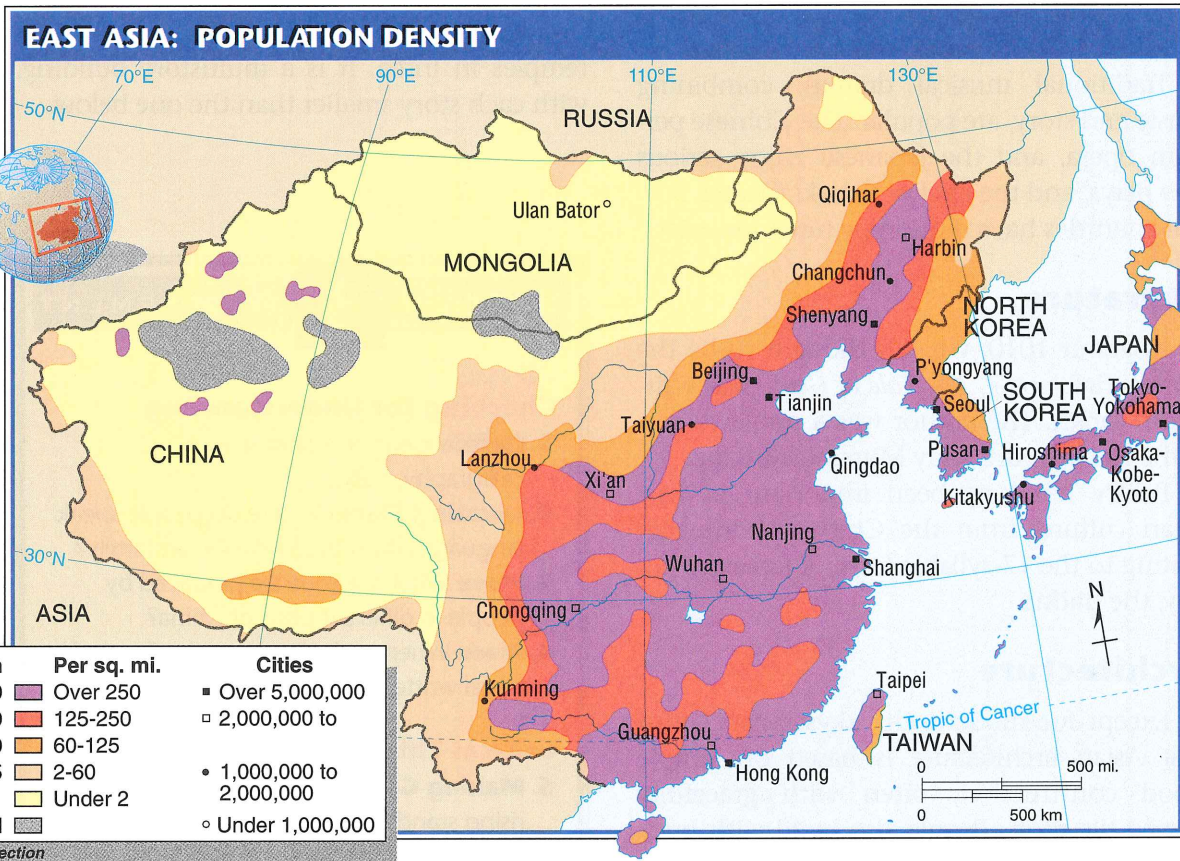 EAST ASIA: POPULATION DENSITY
70°E
90°E
110°E
130°E
50°N
RUSSIA
Ulan Bator
MONGOLIA
Qiqihar
Harbin
Changchun
Shenyang
NORTH
KOREA
JAPAN
Beijing
P'yongyang
Tianjin
Seoul
SOUTH
KOREA
Tokyo-
Yokohama
Taiyuan
CHINA
Lanzhou
Xi'an
Qingdao
Pusan
Hiroshima
Osaka-
Kobe-
Kyoto
Kitakyushu
Nanjing
30°N
Wuhan
Shanghai
ASIA
Chongqing
N
Kunming
Taipei
Tropic of Cancer
Guangzhou
TAIWAN
Hong Kong
0 500 mi.
0 500 km
Per sq. mi.
Over 250
125-250
60-125
2-60
Under 2
Cities
Over 5,000,000
2,000,000 to
1,000,000 to
2,000,000
Under 1,000,000